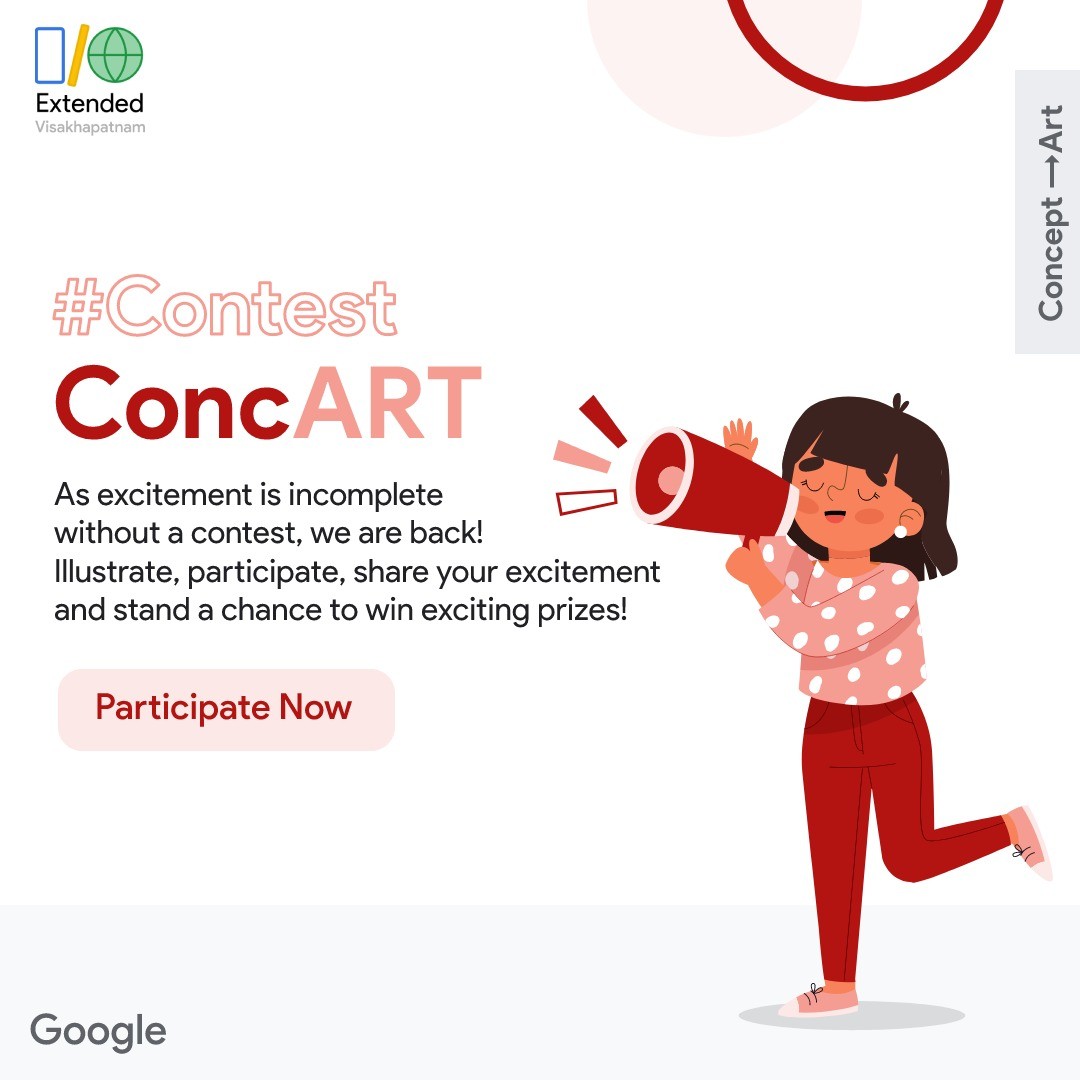 I/O
Extended
Visakhapatnam
Concept →Art
#Contest
ConcART
As excitement is incomplete
without a contest, we are back!
Illustrate, participate, share your excitement
and stand a chance to win exciting prizes!
Participate Now
Google